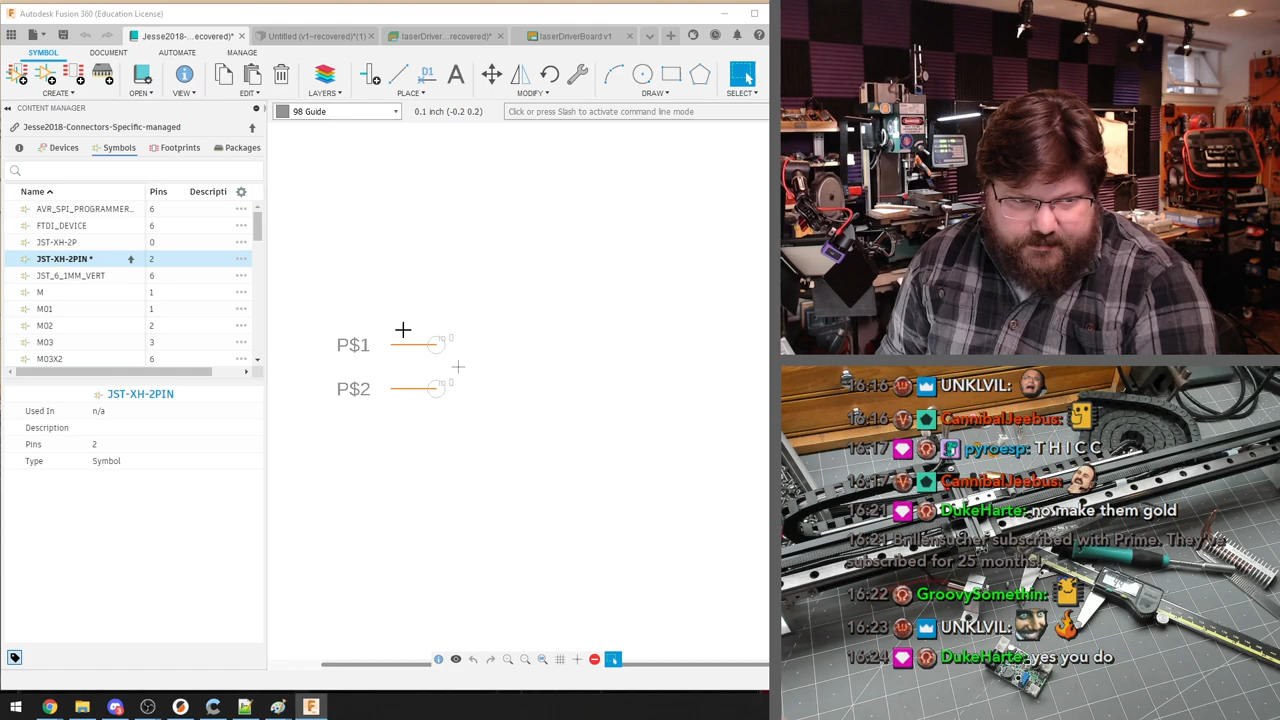 Autodesk Fusion 360 (Education License)
Jesse2018-...ecovered)* Untitled (v1~recovered)*(1) laserDriver...recovered)* laserDriverBoard v1
SYMBOL DOCUMENT AUTOMATE MANAGE
CREATE OPEN VIEW EDIT LAYERS PLACE MODIFY DRAW SELECT
CONTENT MANAGER
98 Guide 0.1 inch (-0.2 0.2) Click or press Slash to activate command line mode
Jesse2018-Connectors-Specific-managed
Devices Symbols Footprints Packages
Name Pins Descripti
AVR_SPI_PROGRAMMER... 6
FTDI_DEVICE 6
JST-XH-2P 0
JST-XH-2PIN * 2
JST_6_1MM_VERT 6
M 1
M01 1
M02 2
M03 3
M03X2 6
JST-XH-2PIN
Used In n/a
Description
Pins 2
Type Symbol
P$1
P$2
16:16 UNKLVIL:
16:16 CannibalJeebus:
16:17 pyroesp: T H I C C
16:17 CannibalJeebus:
16:21 DukeHarte: no make them gold
16:21 Brillensucher subscribed with Prime. They've
subscribed for 25 months!
16:22 GroovySomethin:
16:23 UNKLVIL:
16:24 DukeHarte: yes you do